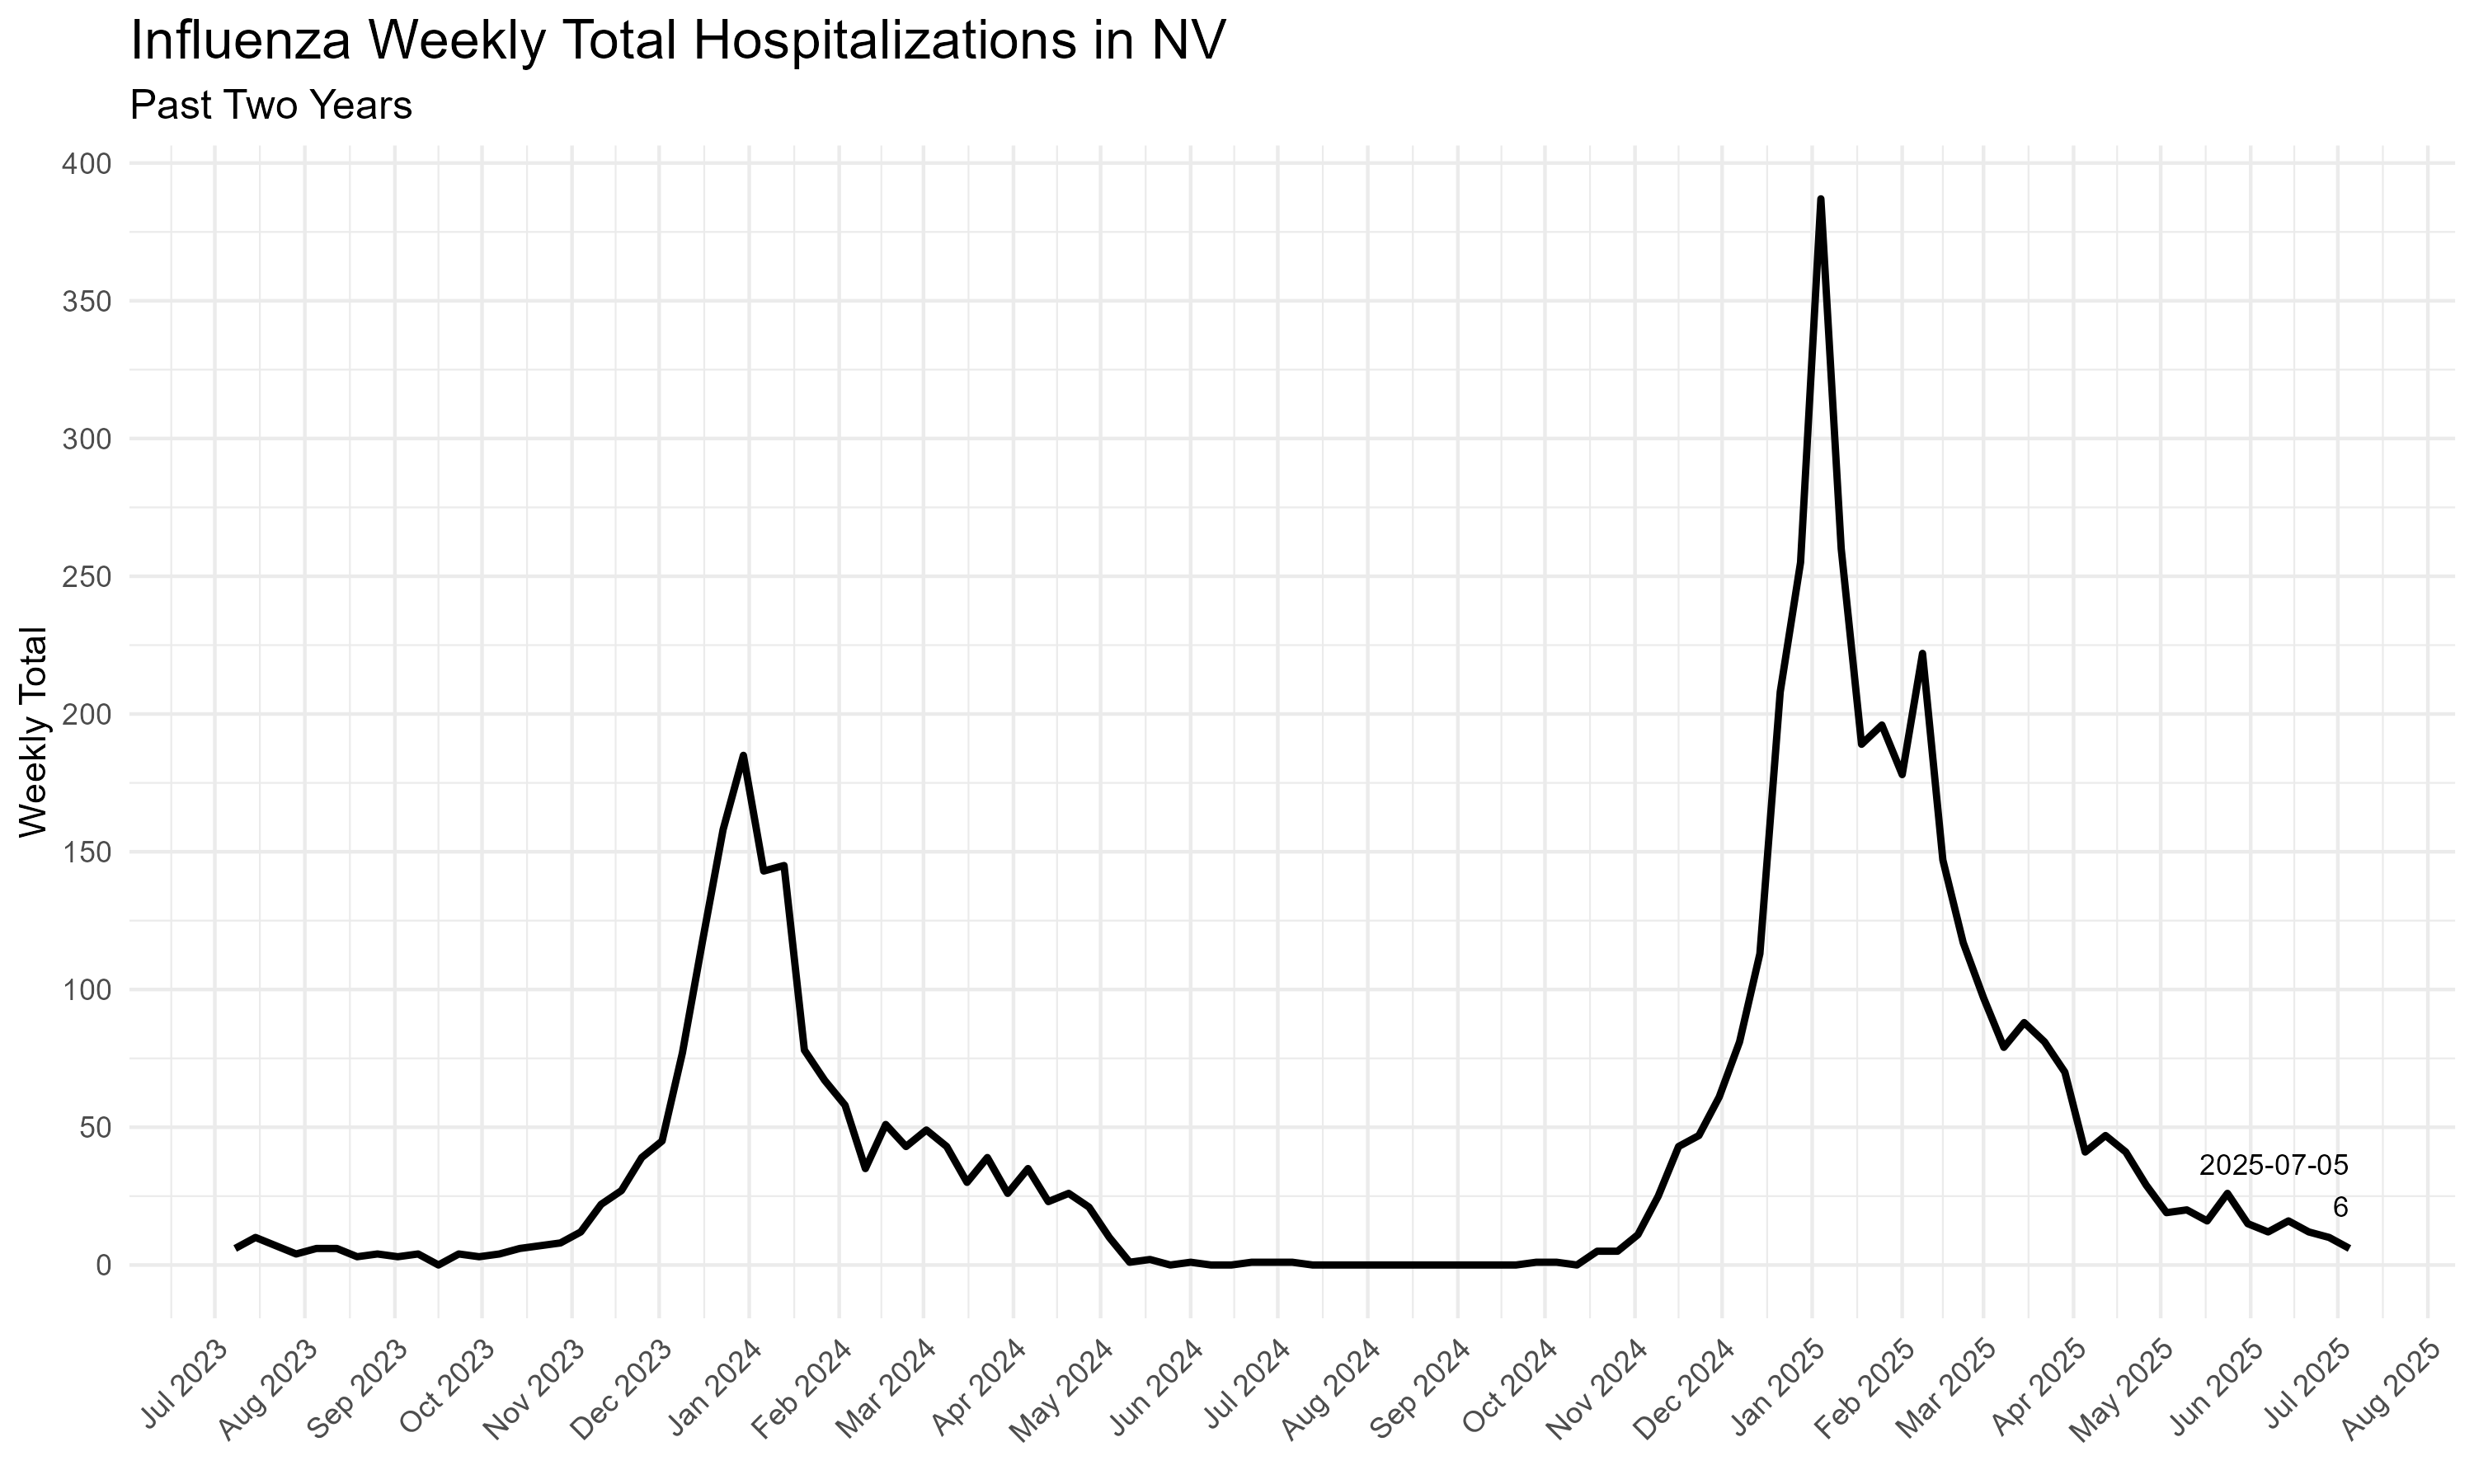 Influenza Weekly Total Hospitalizations in NV
Past Two Years
Weekly Total
400
350
300
250
200
150
100
50
0
2025-07-05
6
Jul 2023
Aug 2023
Sep 2023
Oct 2023
Nov 2023
Dec 2023
Jan 2024
Feb 2024
Mar 2024
Apr 2024
May 2024
Jun 2024
Jul 2024
Aug 2024
Sep 2024
Oct 2024
Nov 2024
Dec 2024
Jan 2025
Feb 2025
Mar 2025
Apr 2025
May 2025
Jun 2025
Jul 2025
Aug 2025